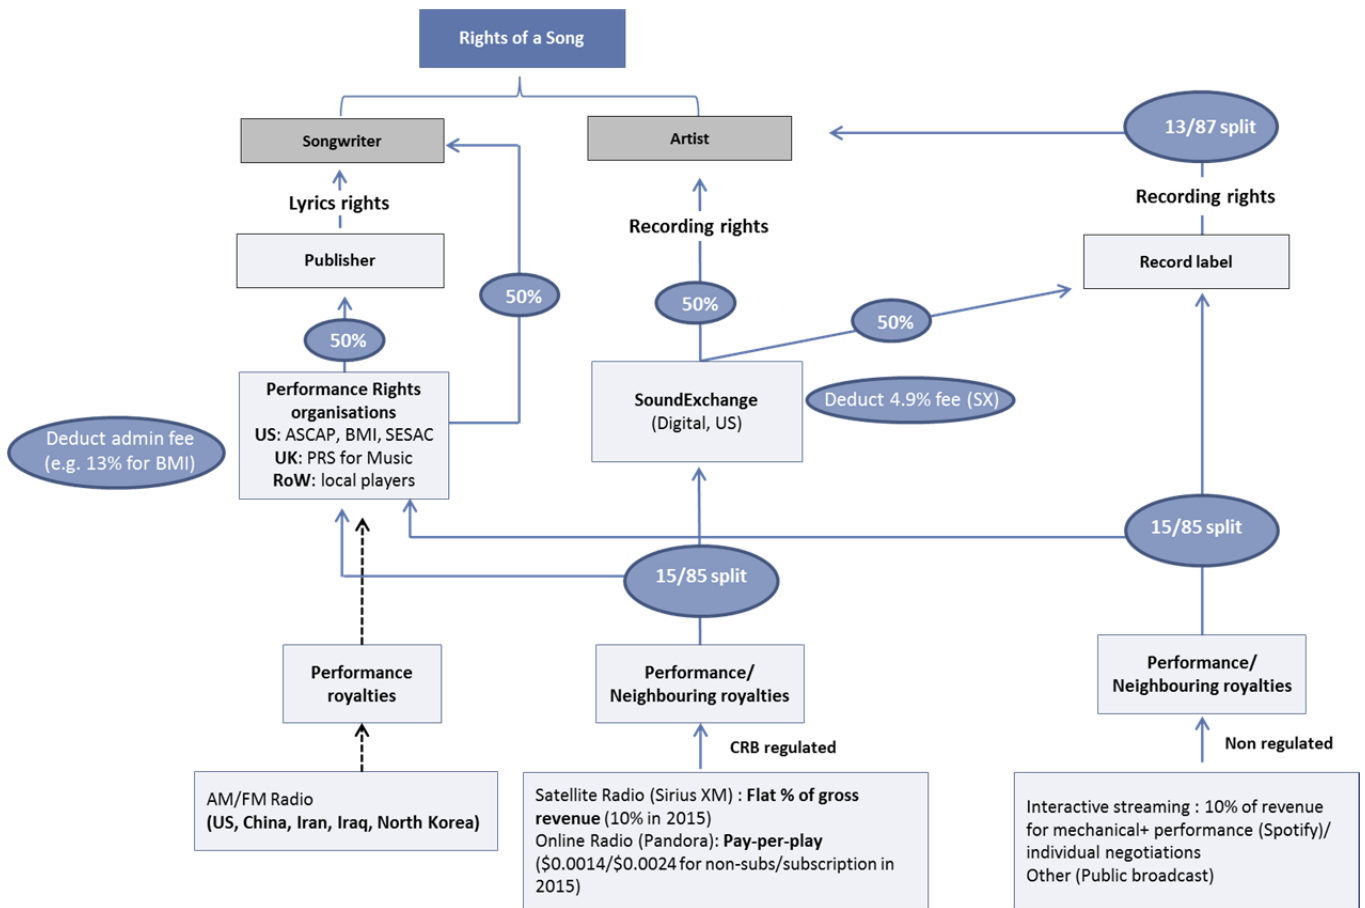 Rights of a Song
13/87 split
Songwriter
Artist
Lyrics rights
Recording rights
Recording rights
Publisher
Record label
50%
50%
50%
50%
Performance Rights
organisations
US: ASCAP, BMI, SESAC
UK: PRS for Music
RoW: local players
SoundExchange
(Digital, US)
Deduct 4.9% fee (SX)
Deduct admin fee
(e.g. 13% for BMI)
15/85 split
15/85 split
Performance
royalties
Performance/
Neighbouring royalties
Performance/
Neighbouring royalties
CRB regulated
Non regulated
AM/FM Radio
(US, China, Iran, Iraq, North Korea)
Satellite Radio (Sirius XM) : Flat % of gross
revenue (10% in 2015)
Online Radio (Pandora): Pay-per-play
($0.0014/$0.0024 for non-subs/subscription in
2015)
Interactive streaming : 10% of revenue
for mechanical+ performance (Spotify)/
individual negotiations
Other (Public broadcast)